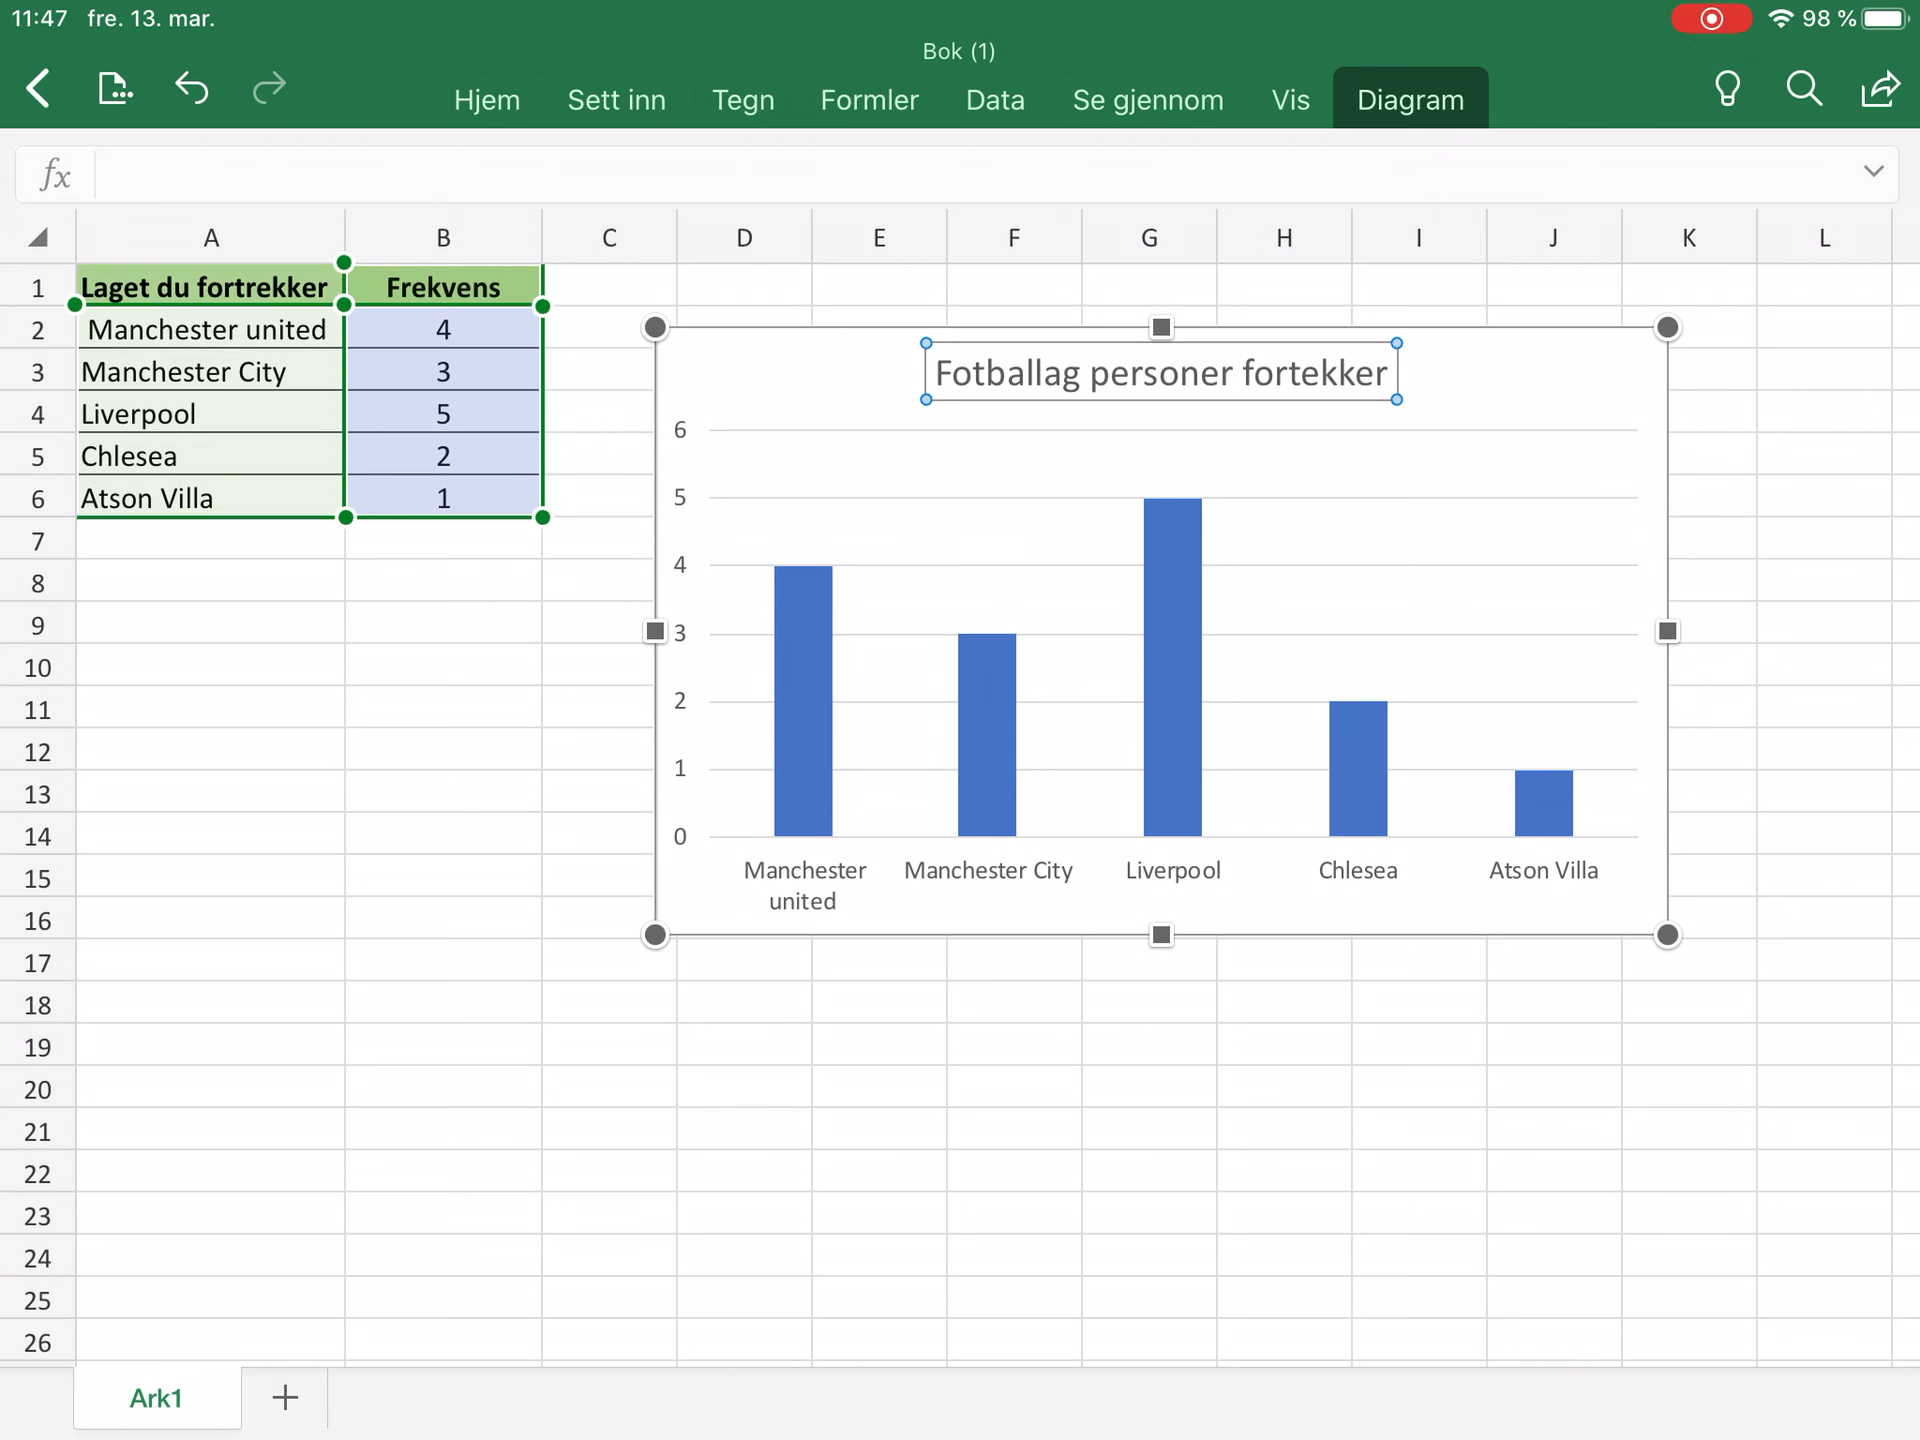 11:47 fre. 13. mar.
98 %
Bok (1)
Hjem Sett inn Tegn Formler Data Se gjennom Vis Diagram
fx
A B C D E F G H I J K L
1 Laget du fortrekker Frekvens
2 Manchester united 4
3 Manchester City 3
4 Liverpool 5
5 Chlesea 2
6 Atson Villa 1
7
8
9
10
11
12
13
14
15
16
17
18
19
20
21
22
23
24
25
26
Fotballag personer fortekker
6
5
4
3
2
1
0
Manchester united
Manchester City
Liverpool
Chlesea
Atson Villa
Ark1